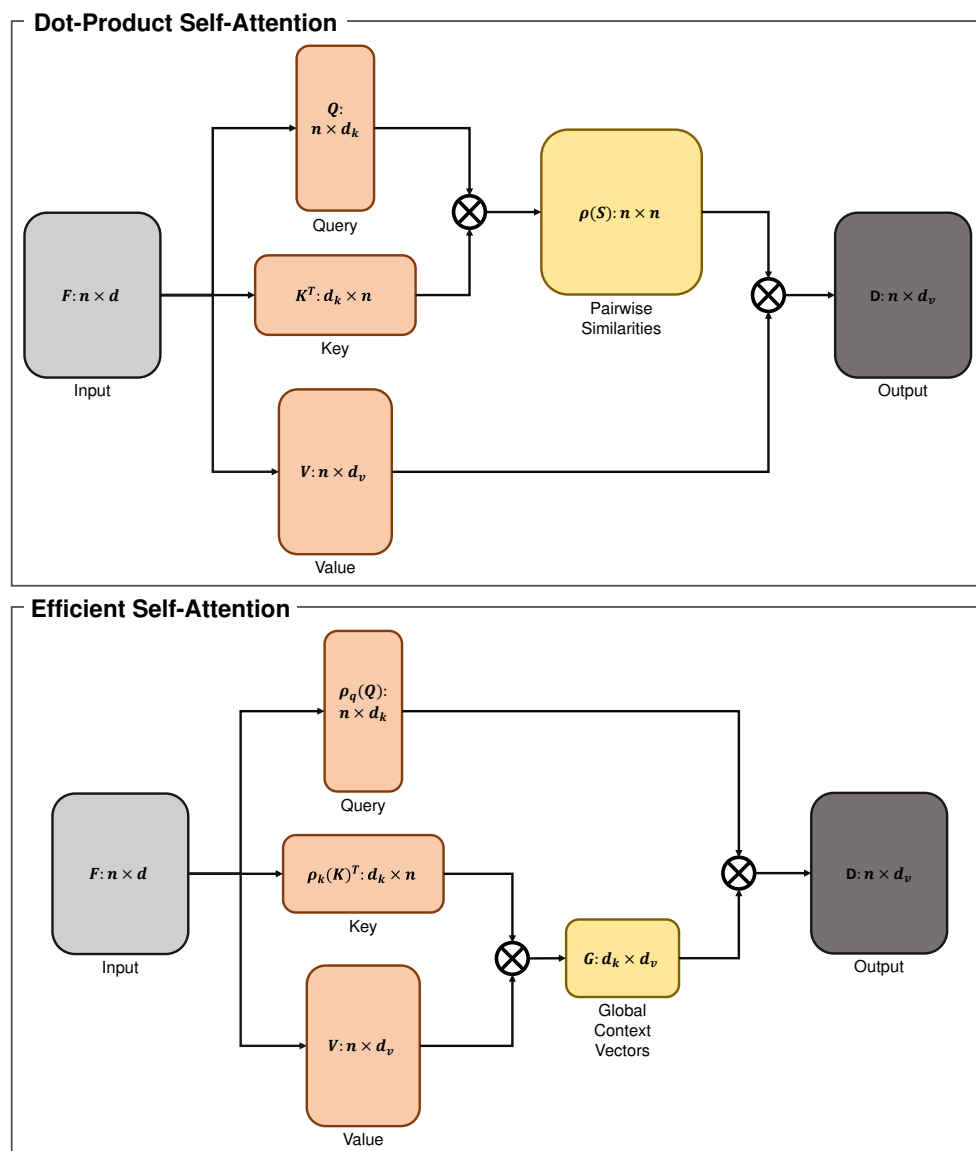 Dot-Product Self-Attention
Q:
n × d_k
Query
F: n × d
Input
K^T: d_k × n
Key
V: n × d_v
Value
ρ(S): n × n
Pairwise
Similarities
D: n × d_v
Output
Efficient Self-Attention
ρ_q(Q):
n × d_k
Query
F: n × d
Input
ρ_k(K)^T: d_k × n
Key
V: n × d_v
Value
G: d_k × d_v
Global
Context
Vectors
D: n × d_v
Output